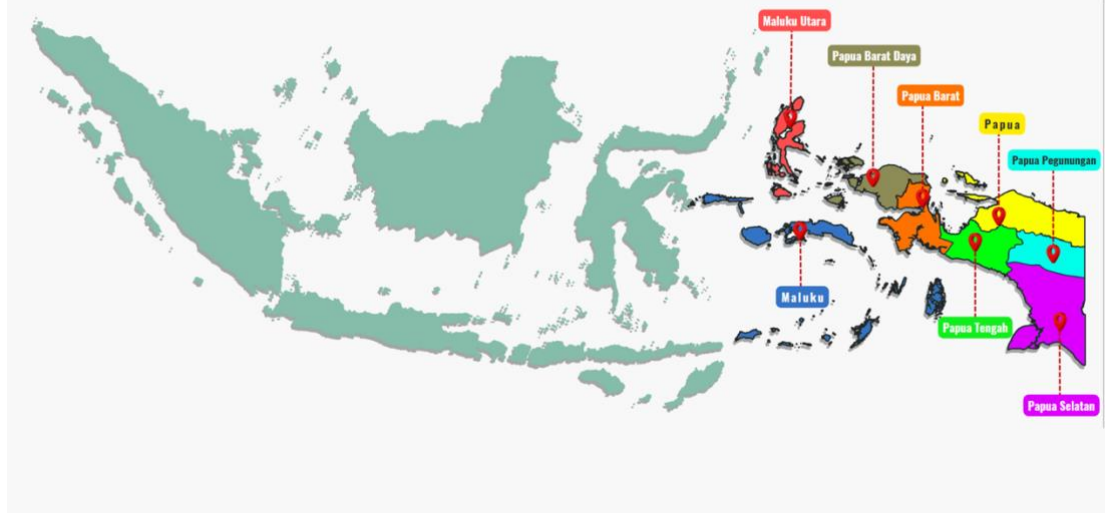 Maluku Utara
Papua Barat Daya
Papua Barat
Papua
Papua Pegunungan
Maluku
Papua Tengah
Papua Selatan